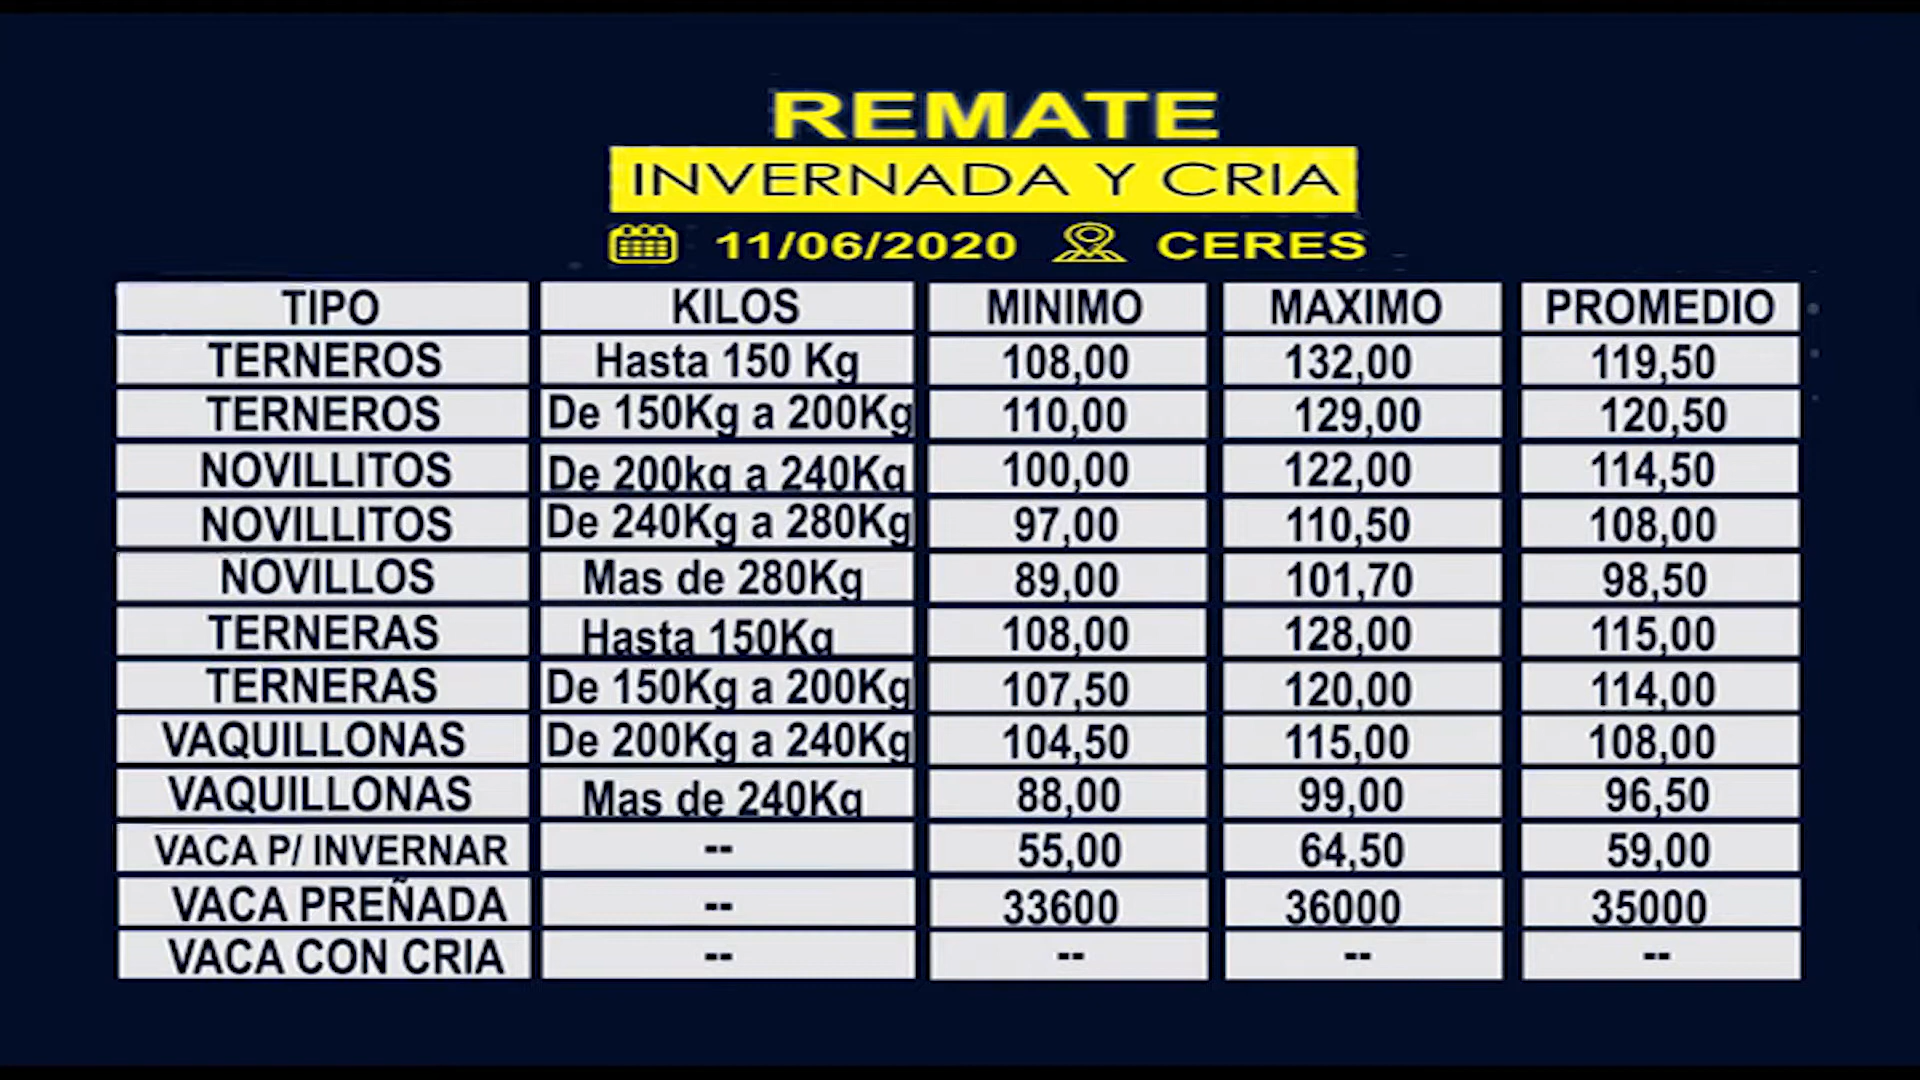 REMATE
INVERNADA Y CRIA
11/06/2020 CERES
TIPO KILOS MINIMO MAXIMO PROMEDIO
TERNEROS Hasta 150 Kg 108,00 132,00 119,50
TERNEROS De 150Kg a 200Kg 110,00 129,00 120,50
NOVILLITOS De 200kg a 240Kg 100,00 122,00 114,50
NOVILLITOS De 240Kg a 280Kg 97,00 110,50 108,00
NOVILLOS Mas de 280Kg 89,00 101,70 98,50
TERNERAS Hasta 150Kg 108,00 128,00 115,00
TERNERAS De 150Kg a 200Kg 107,50 120,00 114,00
VAQUILLONAS De 200Kg a 240Kg 104,50 115,00 108,00
VAQUILLONAS Mas de 240Kg 88,00 99,00 96,50
VACA P/ INVERNAR -- 55,00 64,50 59,00
VACA PREÑADA -- 33600 36000 35000
VACA CON CRIA -- -- -- --